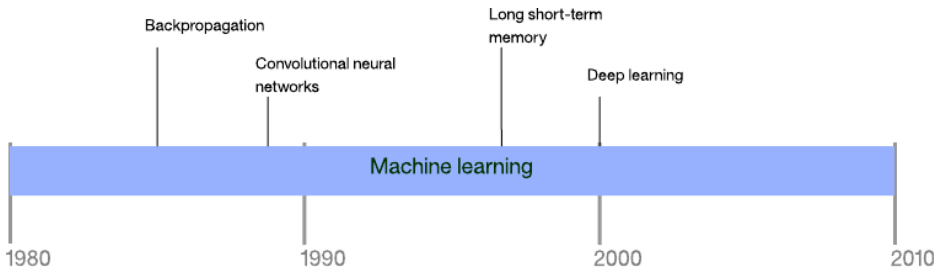 Backpropagation
Convolutional neural
networks
Long short-term
memory
Deep learning
Machine learning
1980
1990
2000
2010